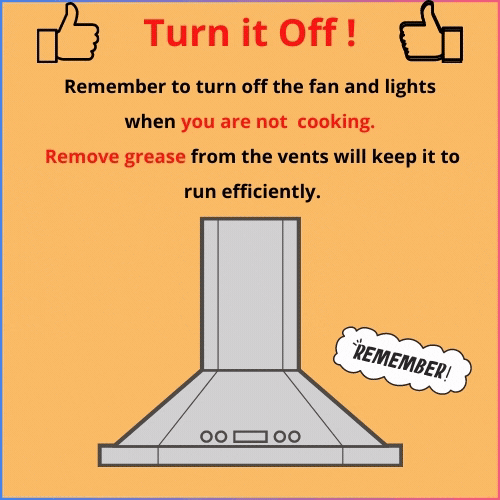 Turn it Off !
Remember to turn off the fan and lights
when you are not  cooking.
Remove grease from the vents will keep it to
run efficiently.
REMEMBER!